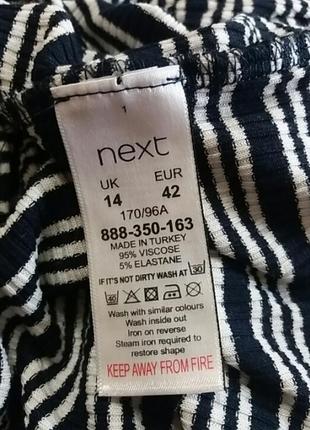 1
next
UK EUR
14 42
170/96A
888-350-163
MADE IN TURKEY
95% VISCOSE
5% ELASTANE
IF IT'S NOT DIRTY WASH AT 30
40
Wash with similar colours
Wash inside out
Iron on reverse
Steam iron required to
restore shape
KEEP AWAY FROM FIRE